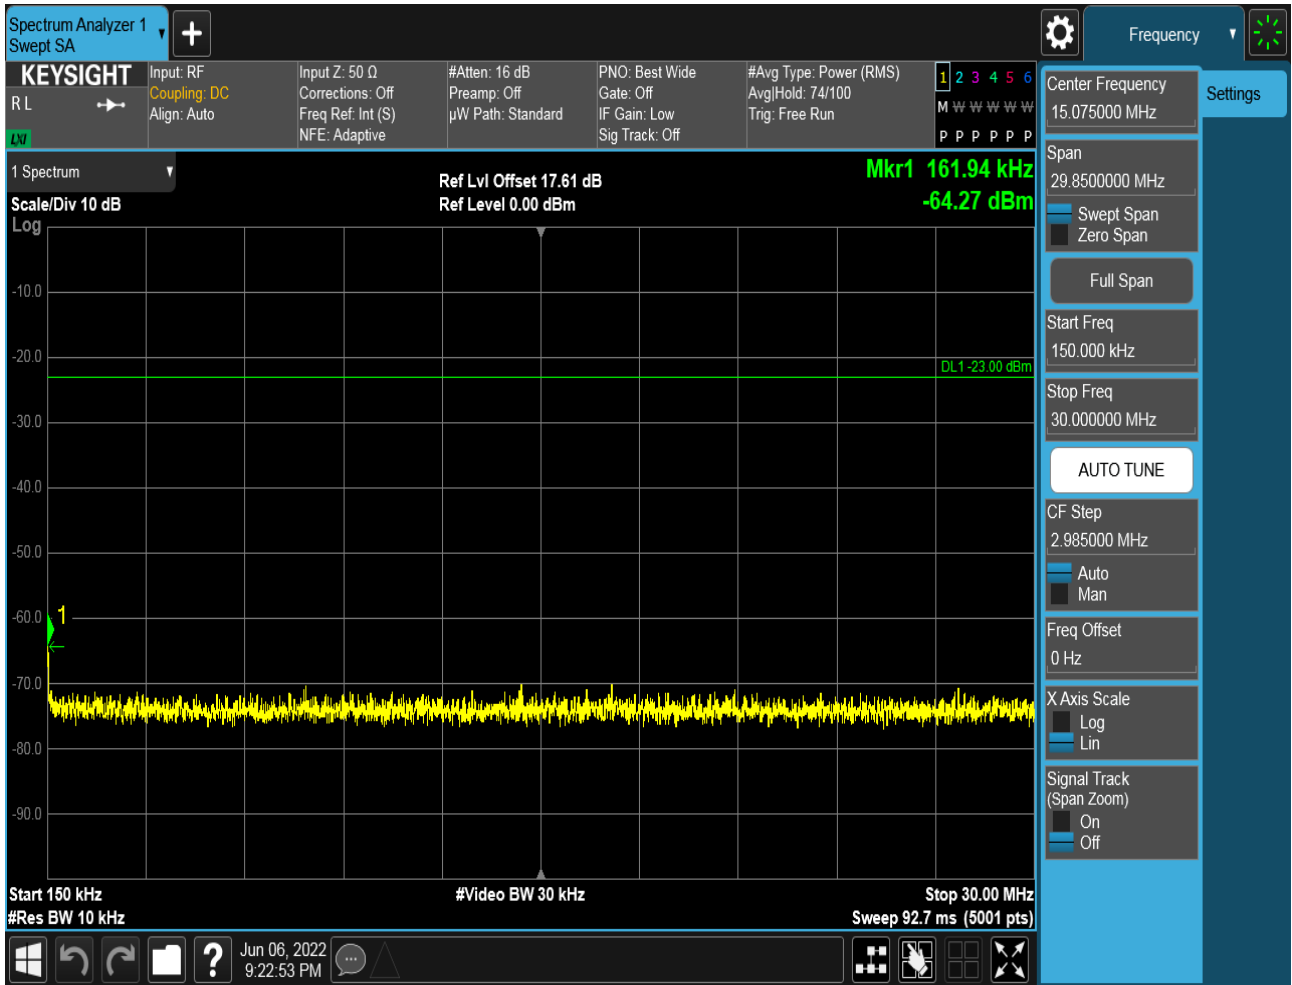 Spectrum Analyzer 1
Swept SA
Frequency
KEYSIGHT
R L
LXI
Input: RF
Coupling: DC
Align: Auto
Input Z: 50 Ω
Corrections: Off
Freq Ref: Int (S)
NFE: Adaptive
#Atten: 16 dB
Preamp: Off
µW Path: Standard
PNO: Best Wide
Gate: Off
IF Gain: Low
Sig Track: Off
#Avg Type: Power (RMS)
Avg|Hold: 74/100
Trig: Free Run
1 2 3 4 5 6
M W W W W W
P P P P P P
1 Spectrum
Scale/Div 10 dB
Log
Ref Lvl Offset 17.61 dB
Ref Level 0.00 dBm
Mkr1 161.94 kHz
-64.27 dBm
-10.0
-20.0
DL1 -23.00 dBm
-30.0
-40.0
-50.0
-60.0
1
-70.0
-80.0
-90.0
Start 150 kHz
#Video BW 30 kHz
Stop 30.00 MHz
#Res BW 10 kHz
Sweep 92.7 ms (5001 pts)
Jun 06, 2022
9:22:53 PM
Center Frequency
15.075000 MHz
Settings
Span
29.8500000 MHz
Swept Span
Zero Span
Full Span
Start Freq
150.000 kHz
Stop Freq
30.000000 MHz
AUTO TUNE
CF Step
2.985000 MHz
Auto
Man
Freq Offset
0 Hz
X Axis Scale
Log
Lin
Signal Track
(Span Zoom)
On
Off